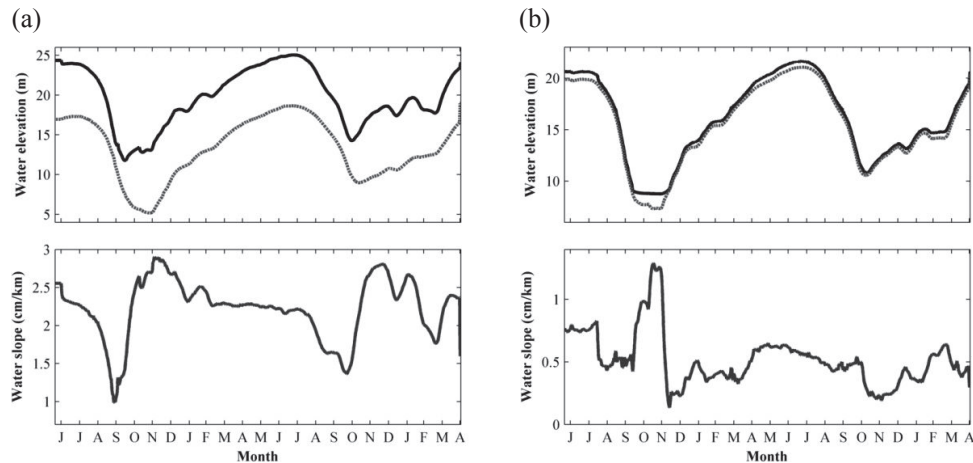 (a)
Water elevation (m)
25
20
15
10
5
Water slope (cm/km)
3
2.5
2
1.5
1
J J A S O N D J F M A M J J A S O N D J F M A
Month
(b)
Water elevation (m)
20
15
10
Water slope (cm/km)
1
0.5
0
J J A S O N D J F M A M J J A S O N D J F M A
Month